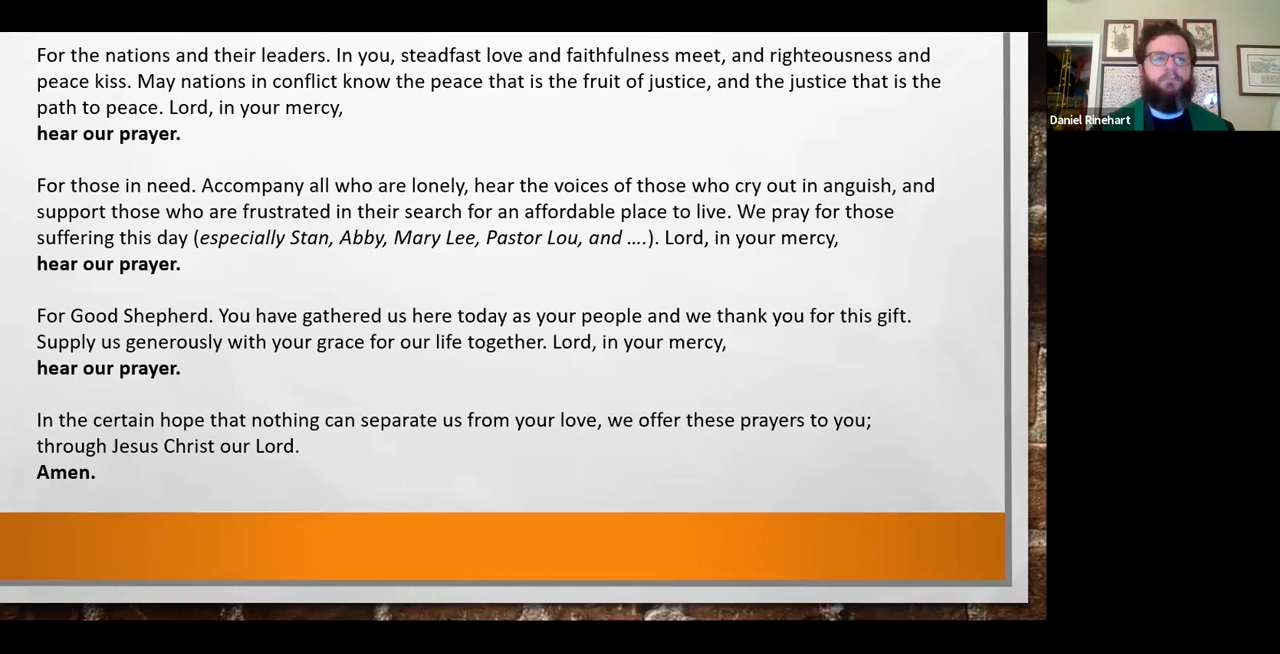 For the nations and their leaders. In you, steadfast love and faithfulness meet, and righteousness and
peace kiss. May nations in conflict know the peace that is the fruit of justice, and the justice that is the
path to peace. Lord, in your mercy,
hear our prayer.
For those in need. Accompany all who are lonely, hear the voices of those who cry out in anguish, and
support those who are frustrated in their search for an affordable place to live. We pray for those
suffering this day (especially Stan, Abby, Mary Lee, Pastor Lou, and ....). Lord, in your mercy,
hear our prayer.
For Good Shepherd. You have gathered us here today as your people and we thank you for this gift.
Supply us generously with your grace for our life together. Lord, in your mercy,
hear our prayer.
In the certain hope that nothing can separate us from your love, we offer these prayers to you;
through Jesus Christ our Lord.
Amen.
Daniel Rinehart